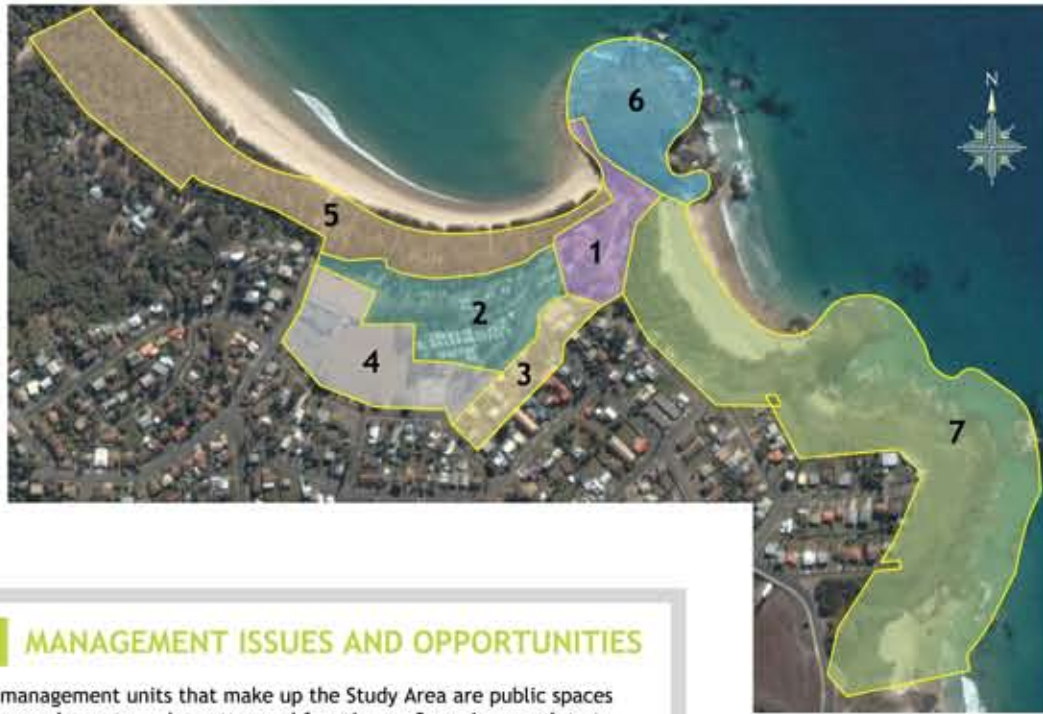 6
N
5
1
2
4
3
7
MANAGEMENT ISSUES AND OPPORTUNITIES
management units that make up the Study Area are public spaces